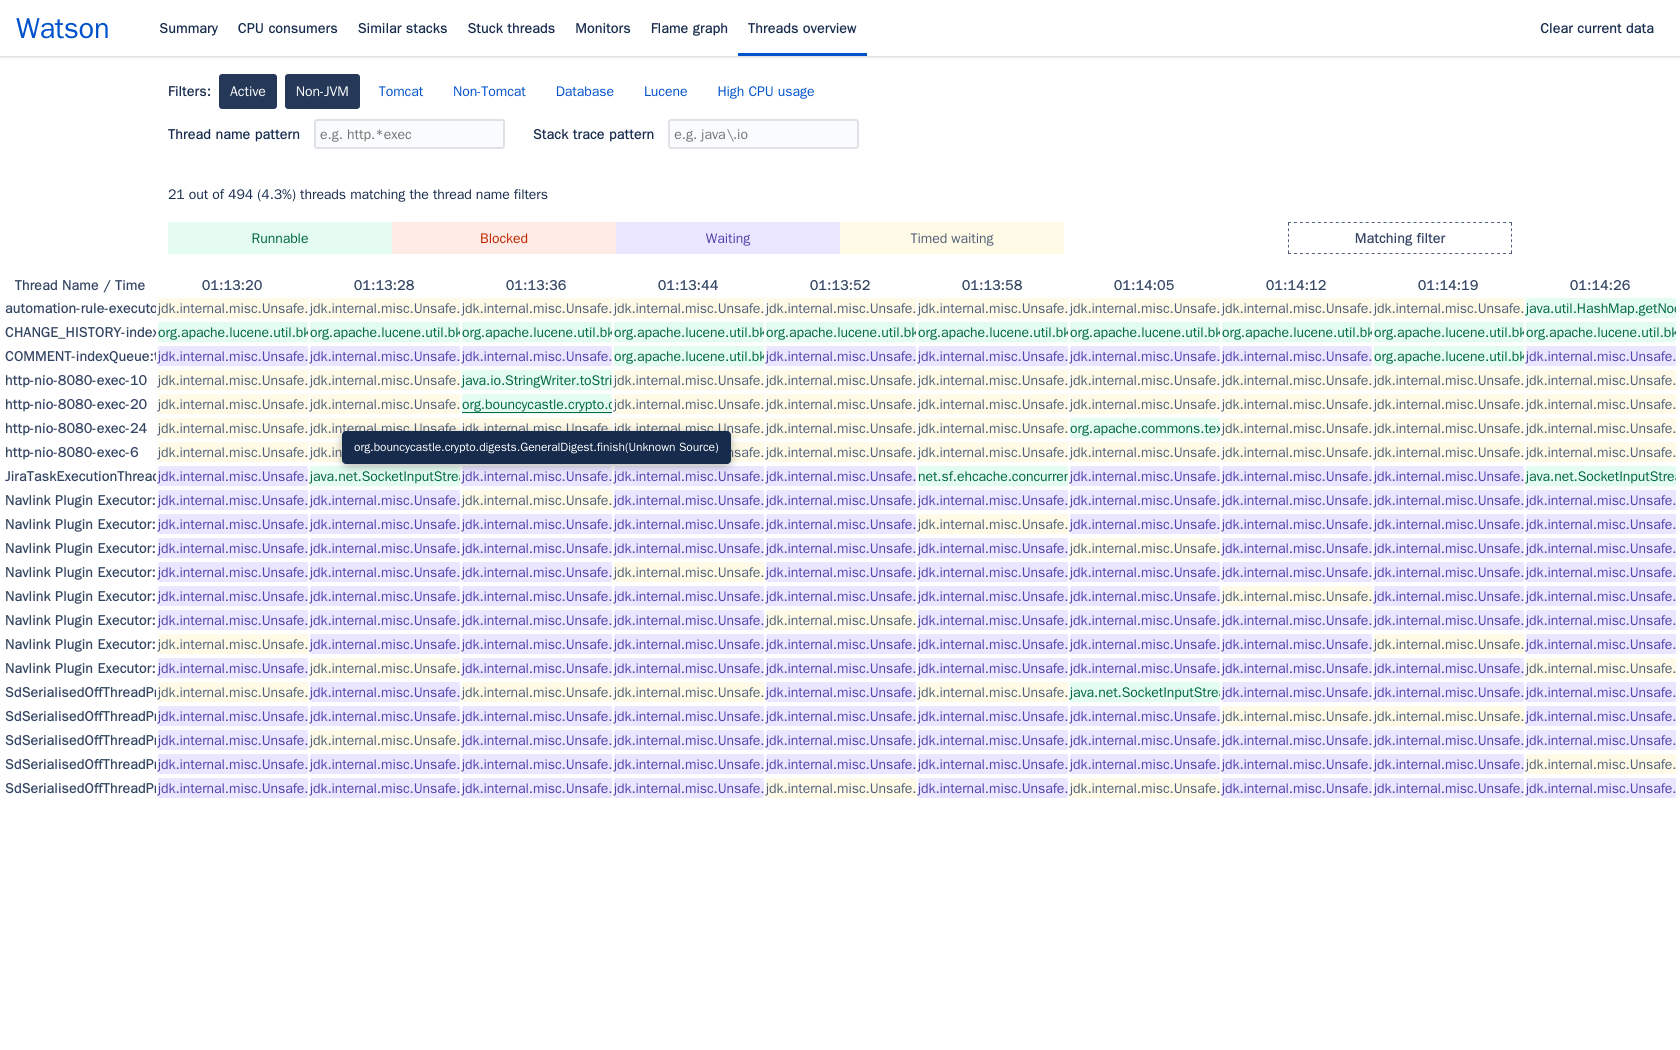 Watson Summary CPU consumers Similar stacks Stuck threads Monitors Flame graph Threads overview Clear current data
Filters: Active Non-JVM Tomcat Non-Tomcat Database Lucene High CPU usage
Thread name pattern e.g. http.*exec Stack trace pattern e.g. java\.io
21 out of 494 (4.3%) threads matching the thread name filters
Runnable Blocked Waiting Timed waiting Matching filter
Thread Name / Time 01:13:20 01:13:28 01:13:36 01:13:44 01:13:52 01:13:58 01:14:05 01:14:12 01:14:19 01:14:26
automation-rule-executo jdk.internal.misc.Unsafe. jdk.internal.misc.Unsafe. jdk.internal.misc.Unsafe. jdk.internal.misc.Unsafe. jdk.internal.misc.Unsafe. jdk.internal.misc.Unsafe. jdk.internal.misc.Unsafe. jdk.internal.misc.Unsafe. jdk.internal.misc.Unsafe. java.util.HashMap.getNo
CHANGE_HISTORY-index org.apache.lucene.util.bk org.apache.lucene.util.bk org.apache.lucene.util.bk org.apache.lucene.util.bk org.apache.lucene.util.bk org.apache.lucene.util.bk org.apache.lucene.util.bk org.apache.lucene.util.bk org.apache.lucene.util.bk org.apache.lucene.util.bk
COMMENT-indexQueue: jdk.internal.misc.Unsafe. jdk.internal.misc.Unsafe. jdk.internal.misc.Unsafe. org.apache.lucene.util.bk jdk.internal.misc.Unsafe. jdk.internal.misc.Unsafe. jdk.internal.misc.Unsafe. jdk.internal.misc.Unsafe. org.apache.lucene.util.bk jdk.internal.misc.Unsafe.
http-nio-8080-exec-10 jdk.internal.misc.Unsafe. jdk.internal.misc.Unsafe. java.io.StringWriter.toStri jdk.internal.misc.Unsafe. jdk.internal.misc.Unsafe. jdk.internal.misc.Unsafe. jdk.internal.misc.Unsafe. jdk.internal.misc.Unsafe. jdk.internal.misc.Unsafe. jdk.internal.misc.Unsafe.
http-nio-8080-exec-20 jdk.internal.misc.Unsafe. jdk.internal.misc.Unsafe. org.bouncycastle.crypto.c jdk.internal.misc.Unsafe. jdk.internal.misc.Unsafe. jdk.internal.misc.Unsafe. jdk.internal.misc.Unsafe. jdk.internal.misc.Unsafe. jdk.internal.misc.Unsafe. jdk.internal.misc.Unsafe.
http-nio-8080-exec-24 jdk.internal.misc.Unsafe. jdk.internal.misc.Unsafe. jdk.internal.misc.Unsafe. jdk.internal.misc.Unsafe. jdk.internal.misc.Unsafe. jdk.internal.misc.Unsafe. org.apache.commons.tex jdk.internal.misc.Unsafe. jdk.internal.misc.Unsafe. jdk.internal.misc.Unsafe.
org.bouncycastle.crypto.digests.GeneralDigest.finish(Unknown Source)
http-nio-8080-exec-6 jdk.internal.misc.Unsafe. jdk.internal.misc.Unsafe. jdk.internal.misc.Unsafe. jdk.internal.misc.Unsafe. jdk.internal.misc.Unsafe. jdk.internal.misc.Unsafe. jdk.internal.misc.Unsafe.
JiraTaskExecutionThread jdk.internal.misc.Unsafe. java.net.SocketInputStre jdk.internal.misc.Unsafe. jdk.internal.misc.Unsafe. jdk.internal.misc.Unsafe. net.sf.ehcache.concurren jdk.internal.misc.Unsafe. jdk.internal.misc.Unsafe. jdk.internal.misc.Unsafe. java.net.SocketInputStre
Navlink Plugin Executor: jdk.internal.misc.Unsafe. jdk.internal.misc.Unsafe. jdk.internal.misc.Unsafe. jdk.internal.misc.Unsafe. jdk.internal.misc.Unsafe. jdk.internal.misc.Unsafe. jdk.internal.misc.Unsafe. jdk.internal.misc.Unsafe. jdk.internal.misc.Unsafe. jdk.internal.misc.Unsafe.
Navlink Plugin Executor: jdk.internal.misc.Unsafe. jdk.internal.misc.Unsafe. jdk.internal.misc.Unsafe. jdk.internal.misc.Unsafe. jdk.internal.misc.Unsafe. jdk.internal.misc.Unsafe. jdk.internal.misc.Unsafe. jdk.internal.misc.Unsafe. jdk.internal.misc.Unsafe. jdk.internal.misc.Unsafe.
Navlink Plugin Executor: jdk.internal.misc.Unsafe. jdk.internal.misc.Unsafe. jdk.internal.misc.Unsafe. jdk.internal.misc.Unsafe. jdk.internal.misc.Unsafe. jdk.internal.misc.Unsafe. jdk.internal.misc.Unsafe. jdk.internal.misc.Unsafe. jdk.internal.misc.Unsafe. jdk.internal.misc.Unsafe.
Navlink Plugin Executor: jdk.internal.misc.Unsafe. jdk.internal.misc.Unsafe. jdk.internal.misc.Unsafe. jdk.internal.misc.Unsafe. jdk.internal.misc.Unsafe. jdk.internal.misc.Unsafe. jdk.internal.misc.Unsafe. jdk.internal.misc.Unsafe. jdk.internal.misc.Unsafe. jdk.internal.misc.Unsafe.
Navlink Plugin Executor: jdk.internal.misc.Unsafe. jdk.internal.misc.Unsafe. jdk.internal.misc.Unsafe. jdk.internal.misc.Unsafe. jdk.internal.misc.Unsafe. jdk.internal.misc.Unsafe. jdk.internal.misc.Unsafe. jdk.internal.misc.Unsafe. jdk.internal.misc.Unsafe. jdk.internal.misc.Unsafe.
Navlink Plugin Executor: jdk.internal.misc.Unsafe. jdk.internal.misc.Unsafe. jdk.internal.misc.Unsafe. jdk.internal.misc.Unsafe. jdk.internal.misc.Unsafe. jdk.internal.misc.Unsafe. jdk.internal.misc.Unsafe. jdk.internal.misc.Unsafe. jdk.internal.misc.Unsafe. jdk.internal.misc.Unsafe.
Navlink Plugin Executor: jdk.internal.misc.Unsafe. jdk.internal.misc.Unsafe. jdk.internal.misc.Unsafe. jdk.internal.misc.Unsafe. jdk.internal.misc.Unsafe. jdk.internal.misc.Unsafe. jdk.internal.misc.Unsafe. jdk.internal.misc.Unsafe. jdk.internal.misc.Unsafe. jdk.internal.misc.Unsafe.
Navlink Plugin Executor: jdk.internal.misc.Unsafe. jdk.internal.misc.Unsafe. jdk.internal.misc.Unsafe. jdk.internal.misc.Unsafe. jdk.internal.misc.Unsafe. jdk.internal.misc.Unsafe. jdk.internal.misc.Unsafe. jdk.internal.misc.Unsafe. jdk.internal.misc.Unsafe. jdk.internal.misc.Unsafe.
SdSerialisedOffThreadPr jdk.internal.misc.Unsafe. jdk.internal.misc.Unsafe. jdk.internal.misc.Unsafe. jdk.internal.misc.Unsafe. jdk.internal.misc.Unsafe. jdk.internal.misc.Unsafe. java.net.SocketInputStre jdk.internal.misc.Unsafe. jdk.internal.misc.Unsafe. jdk.internal.misc.Unsafe.
SdSerialisedOffThreadPr jdk.internal.misc.Unsafe. jdk.internal.misc.Unsafe. jdk.internal.misc.Unsafe. jdk.internal.misc.Unsafe. jdk.internal.misc.Unsafe. jdk.internal.misc.Unsafe. jdk.internal.misc.Unsafe. jdk.internal.misc.Unsafe. jdk.internal.misc.Unsafe. jdk.internal.misc.Unsafe.
SdSerialisedOffThreadPr jdk.internal.misc.Unsafe. jdk.internal.misc.Unsafe. jdk.internal.misc.Unsafe. jdk.internal.misc.Unsafe. jdk.internal.misc.Unsafe. jdk.internal.misc.Unsafe. jdk.internal.misc.Unsafe. jdk.internal.misc.Unsafe. jdk.internal.misc.Unsafe. jdk.internal.misc.Unsafe.
SdSerialisedOffThreadPr jdk.internal.misc.Unsafe. jdk.internal.misc.Unsafe. jdk.internal.misc.Unsafe. jdk.internal.misc.Unsafe. jdk.internal.misc.Unsafe. jdk.internal.misc.Unsafe. jdk.internal.misc.Unsafe. jdk.internal.misc.Unsafe. jdk.internal.misc.Unsafe. jdk.internal.misc.Unsafe.
SdSerialisedOffThreadPr jdk.internal.misc.Unsafe. jdk.internal.misc.Unsafe. jdk.internal.misc.Unsafe. jdk.internal.misc.Unsafe. jdk.internal.misc.Unsafe. jdk.internal.misc.Unsafe. jdk.internal.misc.Unsafe. jdk.internal.misc.Unsafe. jdk.internal.misc.Unsafe. jdk.internal.misc.Unsafe.